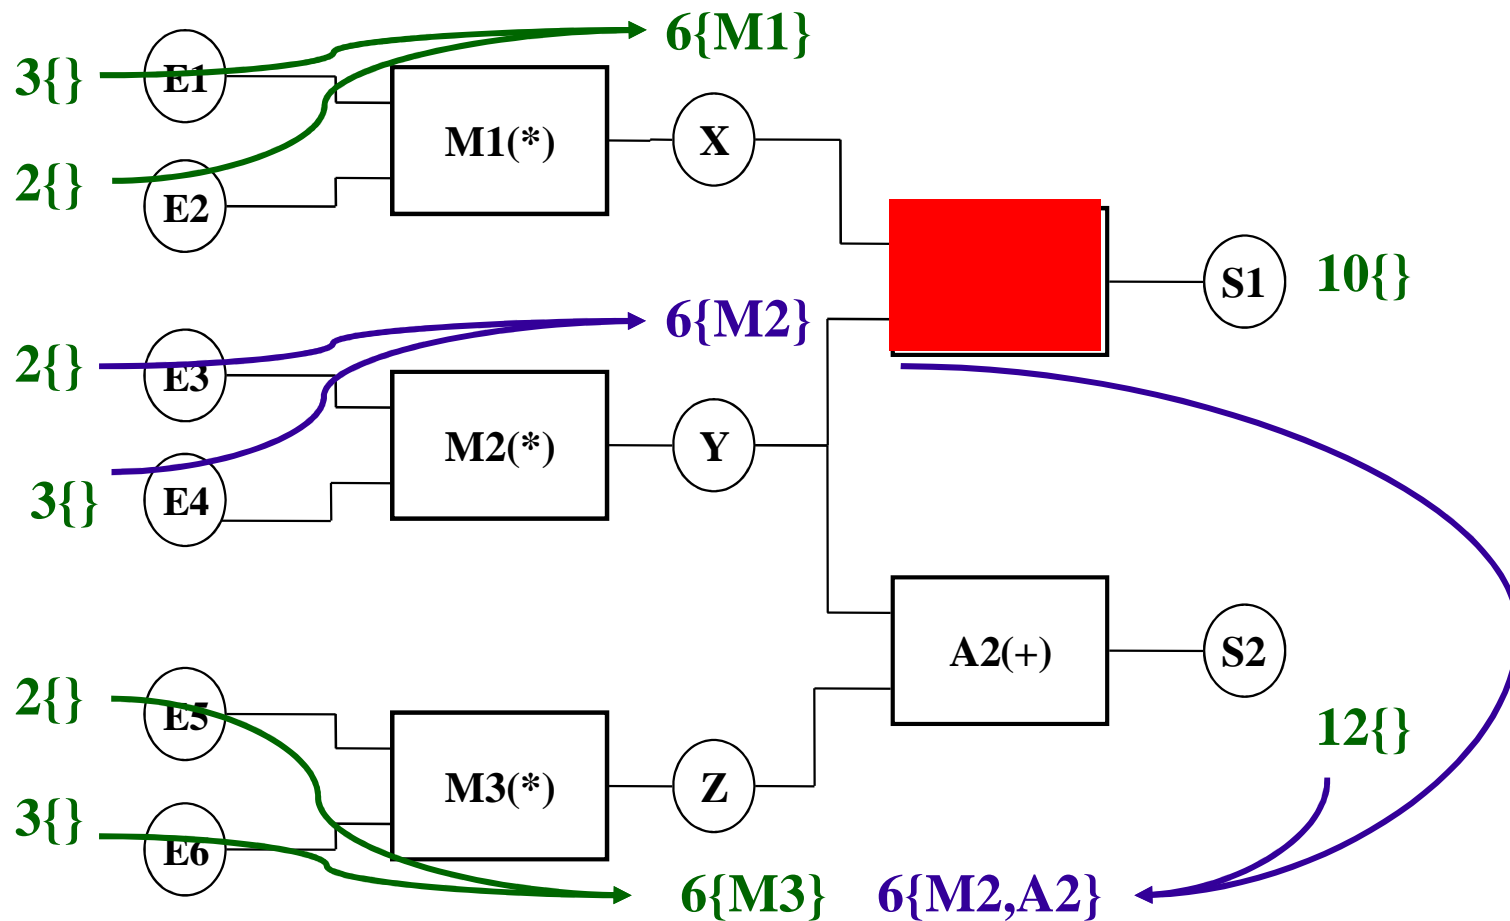 6{M1}
3{}
E1
M1(*)
X
2{}
E2
S1
10{}
6{M2}
2{}
E3
M2(*)
Y
3{}
E4
A2(+)
S2
2{}
E5
12{}
M3(*)
Z
3{}
E6
6{M3}
6{M2,A2}